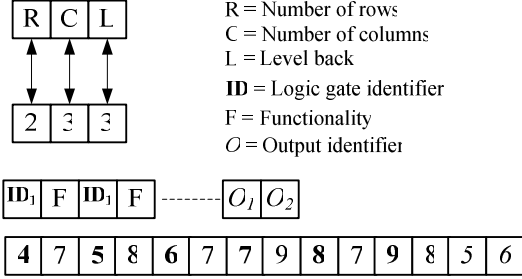 R C L
R = Number of rows
C = Number of columns
L = Level back
ID = Logic gate identifier
2 3 3
F = Functionality
O = Output identifier
ID1 F ID1 F O1 O2
4 7 5 8 6 7 7 9 8 7 9 8 5 6